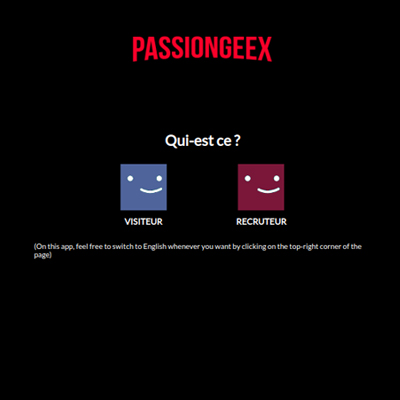 PASSIONGEEX
Qui-est ce ?
VISITEUR RECRUTEUR
(On this app, feel free to switch to English whenever you want by clicking on the top-right corner of the
page)